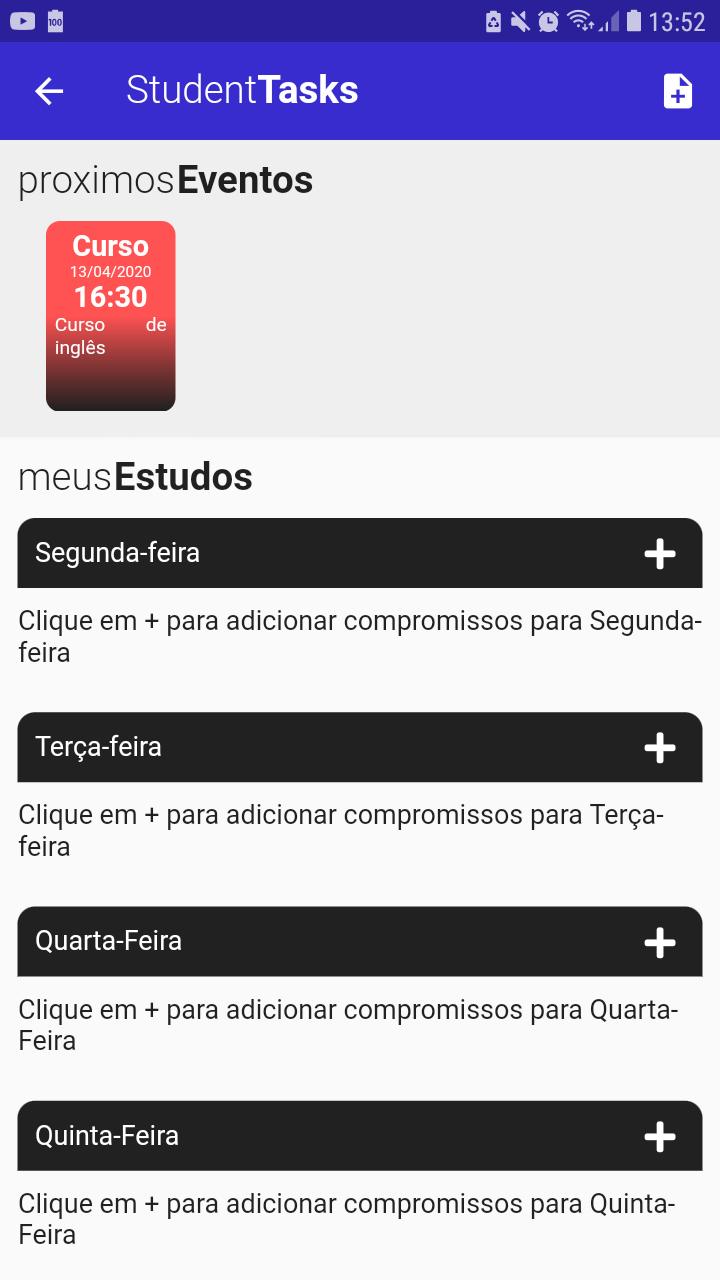 100 13:52
StudentTasks
proximosEventos
Curso
13/04/2020
16:30
Curso de
inglês
meusEstudos
Segunda-feira
Clique em + para adicionar compromissos para Segunda-
feira
Terça-feira
Clique em + para adicionar compromissos para Terça-
feira
Quarta-Feira
Clique em + para adicionar compromissos para Quarta-
Feira
Quinta-Feira
Clique em + para adicionar compromissos para Quinta-
Feira